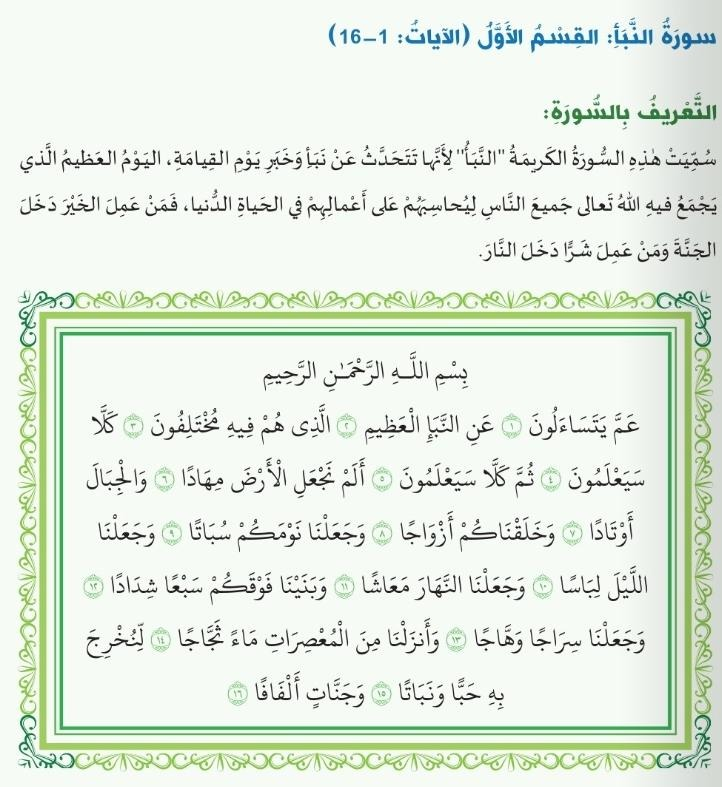 سورَةُ النَّبَأِ: القِسْمُ الأَوَّلُ (الآياتُ: 1–16)
التَّعْريفُ بِالسُّورَةِ:
سُمِّيَتْ هٰذِهِ السُّورَةُ الكَريمَةُ "النَّبَأُ" لِأَنَّها تَتَحَدَّثُ عَنْ نَبَأِ وَخَبَرِ يَوْمِ القِيامَةِ، اليَوْمُ العَظيمُ الَّذي
يَجْمَعُ فيهِ اللهُ تَعالى جَميعَ النَّاسِ لِيُحاسِبَهُمْ عَلى أَعْمالِهِمْ في الحَياةِ الدُّنيا، فَمَنْ عَمِلَ الخَيْرَ دَخَلَ
الجَنَّةَ وَمَنْ عَمِلَ شَرًّا دَخَلَ النَّارَ.
بِسْمِ اللَّـهِ الرَّحْمَـٰنِ الرَّحِيمِ
عَمَّ يَتَسَاءَلُونَ ١ عَنِ النَّبَإِ الْعَظِيمِ ٢ الَّذِى هُمْ فِيهِ مُخْتَلِفُونَ ٣ كَلَّا
سَيَعْلَمُونَ ٤ ثُمَّ كَلَّا سَيَعْلَمُونَ ٥ أَلَمْ نَجْعَلِ الْأَرْضَ مِهَادًا ٦ وَالْجِبَالَ
أَوْتَادًا ٧ وَخَلَقْنَاكُمْ أَزْوَاجًا ٨ وَجَعَلْنَا نَوْمَكُمْ سُبَاتًا ٩ وَجَعَلْنَا
اللَّيْلَ لِبَاسًا ١٠ وَجَعَلْنَا النَّهَارَ مَعَاشًا ١١ وَبَنَيْنَا فَوْقَكُمْ سَبْعًا شِدَادًا ١٢
وَجَعَلْنَا سِرَاجًا وَهَّاجًا ١٣ وَأَنزَلْنَا مِنَ الْمُعْصِرَاتِ مَاءً ثَجَّاجًا ١٤ لِّنُخْرِجَ
بِهِ حَبًّا وَنَبَاتًا ١٥ وَجَنَّاتٍ أَلْفَافًا ١٦